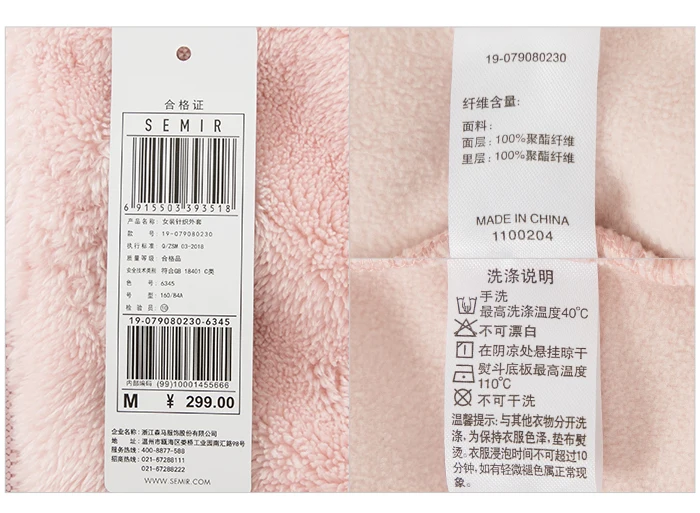 合格证
SEMIR
6 915503 393518
产品名称: 女装针织外套
款 号: 19-079080230
执行标准: Q/ZSM 03-2018
质量等级: 合格品
安全技术类别: 符合GB 18401 C类
色 号: 6345
号 型: 160/84A
检 验 员:
19-079080230-6345
内部编码 (99)10001455666
M ¥ 299.00
企业名称: 浙江森马服饰股份有限公司
地 址: 温州市瓯海区娄桥工业园南汇路98号
服务热线: 400-8877-588
招商热线: 021-67288111
021-67288222
WWW.SEMIR.COM
19-079080230
纤维含量:
面料:
面层: 100%聚酯纤维
里层: 100%聚酯纤维
MADE IN CHINA
1100204
洗涤说明
手洗
最高洗涤温度40℃
不可漂白
在阴凉处悬挂晾干
熨斗底板最高温度
110℃
不可干洗
温馨提示: 与其他衣物分开洗
涤, 为保持衣服色泽, 垫布熨
烫。衣服浸泡时间不可超过10
分钟, 如有轻微褪色属正常现
象。